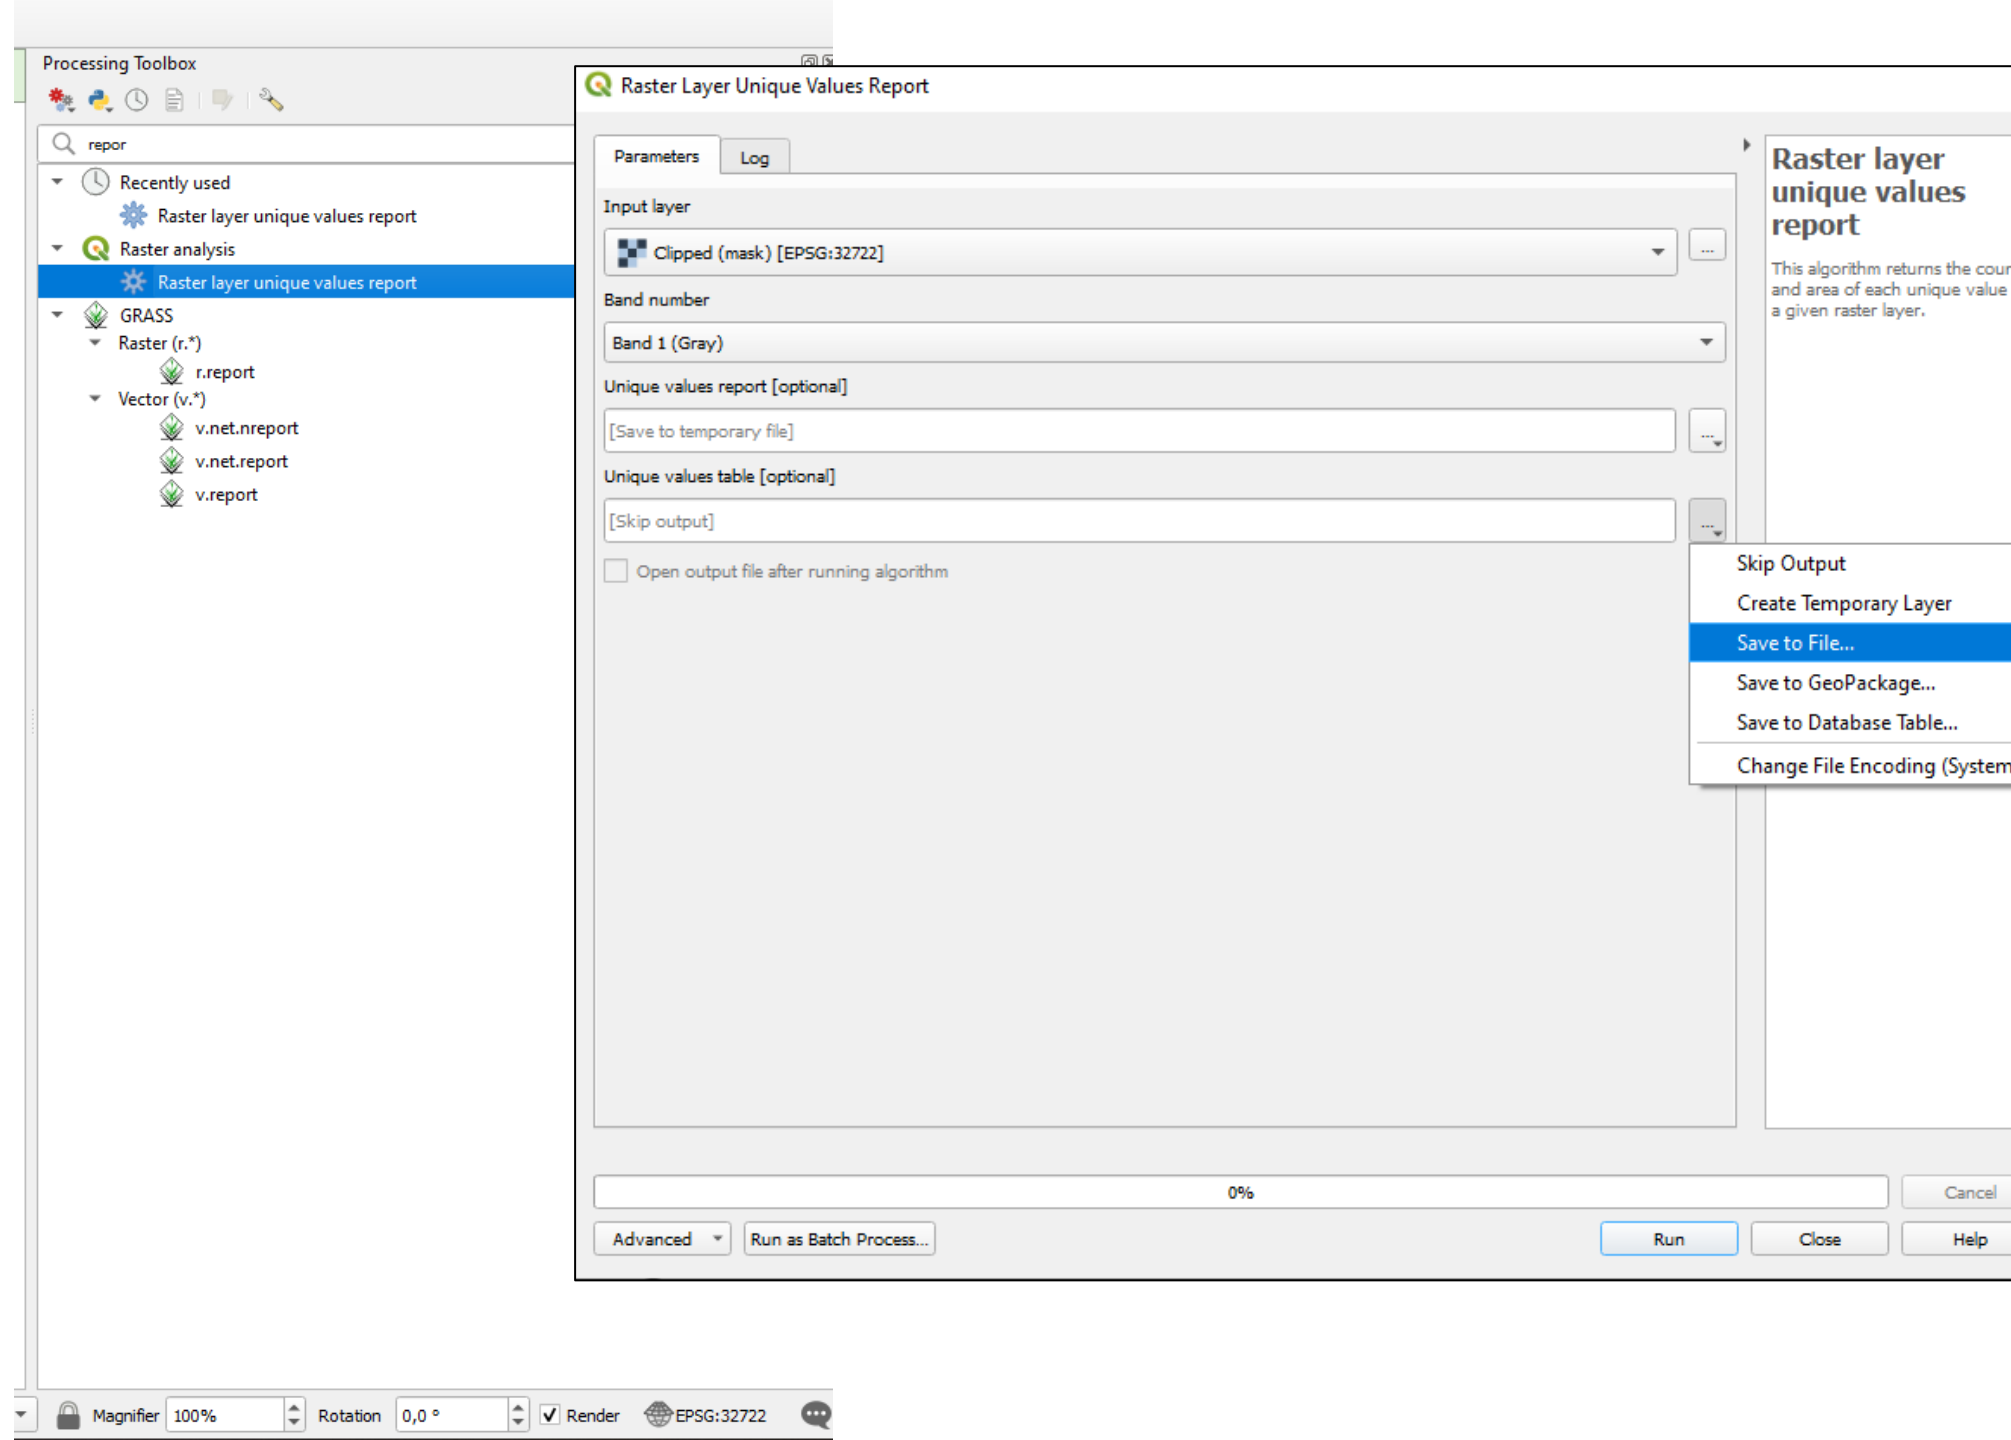 Processing Toolbox
repor
Recently used
Raster layer unique values report
Raster analysis
Raster layer unique values report
GRASS
Raster (r.*)
r.report
Vector (v.*)
v.net.nreport
v.net.report
v.report
Raster Layer Unique Values Report
Parameters
Log
Input layer
Clipped (mask) [EPSG:32722]
...
Band number
Band 1 (Gray)
Unique values report [optional]
[Save to temporary file]
...
Unique values table [optional]
[Skip output]
...
Open output file after running algorithm
Raster layer
unique values
report
This algorithm returns the
and area of each unique value
a given raster layer.
Skip Output
Create Temporary Layer
Save to File...
Save to GeoPackage...
Save to Database Table...
Change File Encoding (System
0%
Cancel
Advanced
Run as Batch Process...
Run
Close
Help
Magnifier 100%
Rotation 0,0 °
Render
EPSG:32722